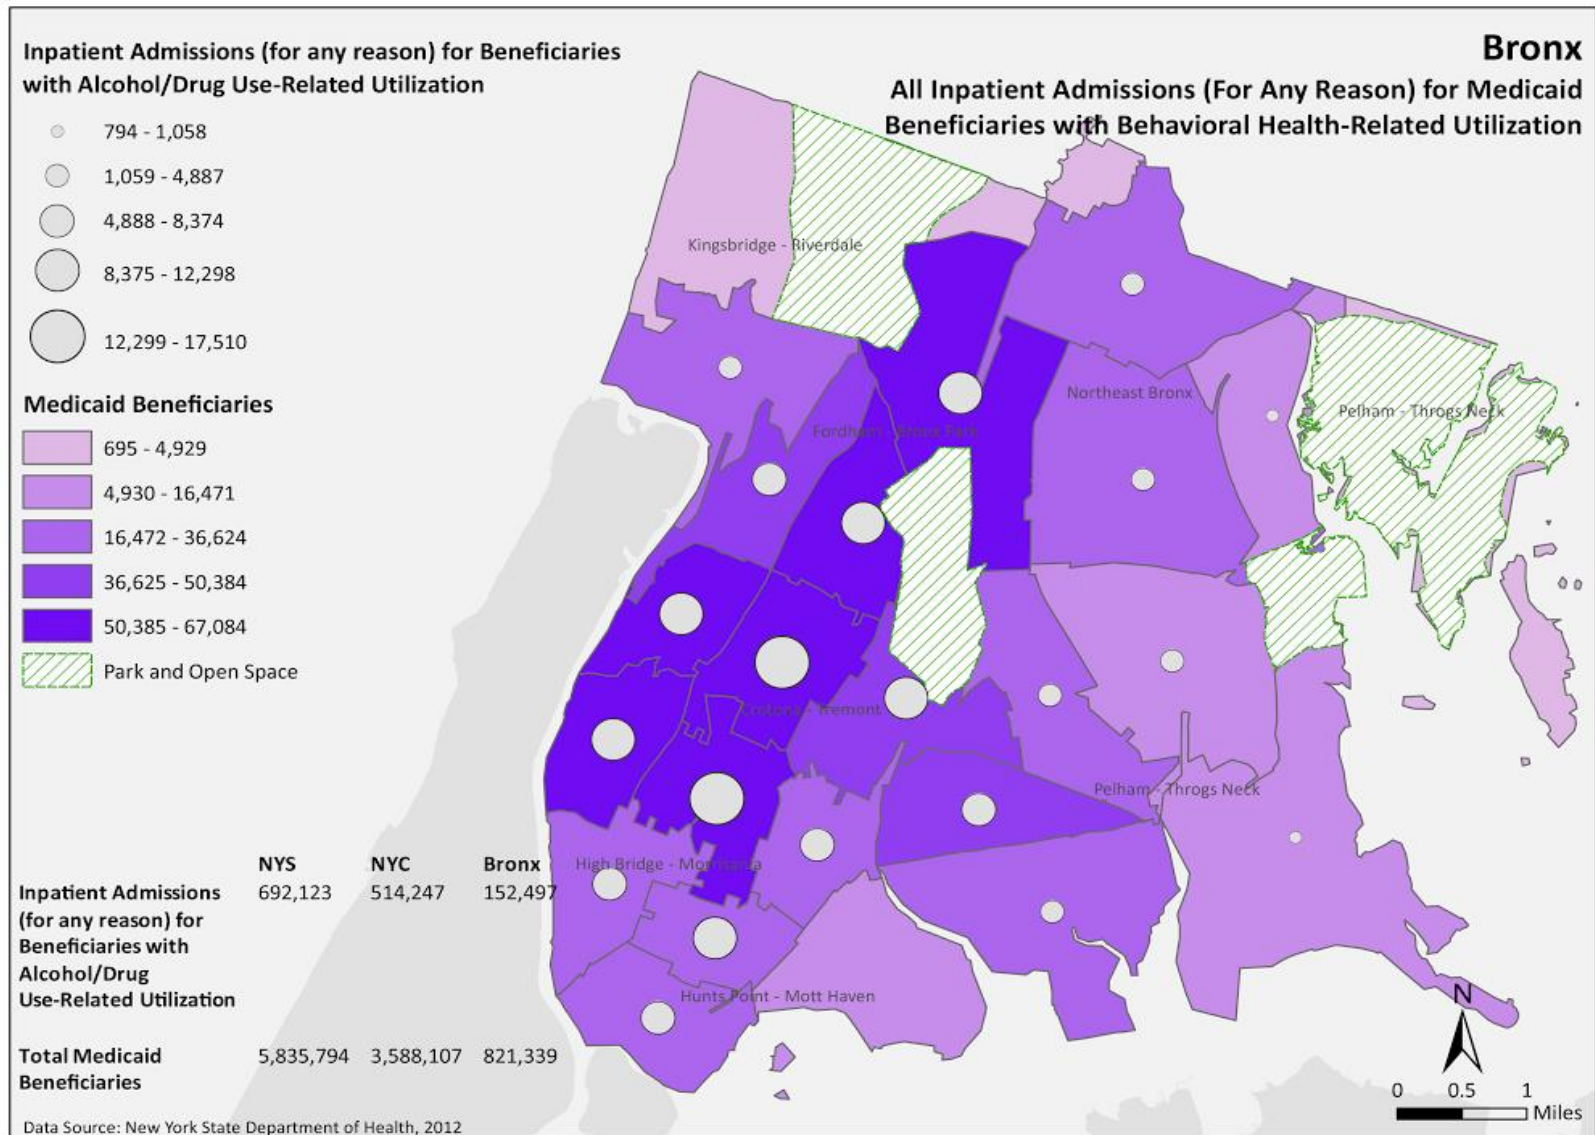 Inpatient Admissions (for any reason) for Beneficiaries
with Alcohol/Drug Use-Related Utilization
794 - 1,058
1,059 - 4,887
4,888 - 8,374
8,375 - 12,298
12,299 - 17,510
Medicaid Beneficiaries
695 - 4,929
4,930 - 16,471
16,472 - 36,624
36,625 - 50,384
50,385 - 67,084
Park and Open Space
Bronx
All Inpatient Admissions (For Any Reason) for Medicaid
Beneficiaries with Behavioral Health-Related Utilization
Kingsbridge - Riverdale
Northeast Bronx
Pelham - Throgs Neck
Fordham - Bronx Park
Crotona - Tremont
Pelham - Throgs Neck
High Bridge - Morrisania
Hunts Point - Mott Haven
NYS NYC Bronx
Inpatient Admissions 692,123 514,247 152,497
(for any reason) for
Beneficiaries with
Alcohol/Drug
Use-Related Utilization
Total Medicaid 5,835,794 3,588,107 821,339
Beneficiaries
Data Source: New York State Department of Health, 2012
N
0 0.5 1
Miles